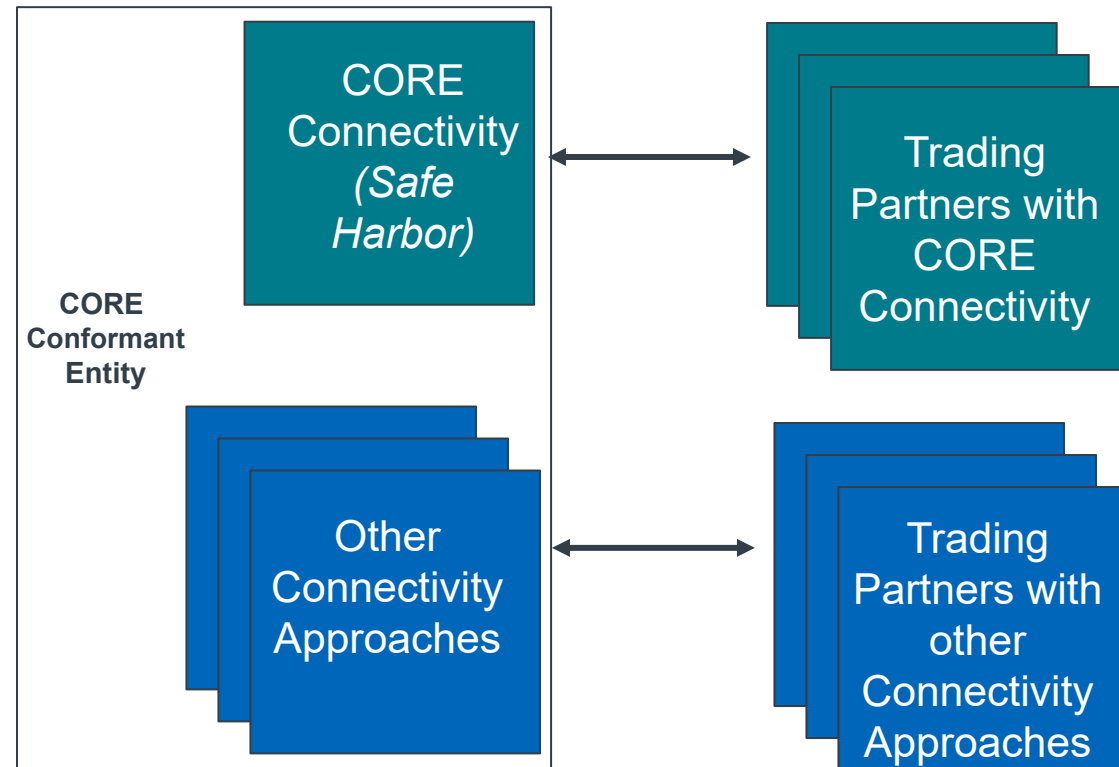 CORE
Connectivity
(Safe
Harbor)
Trading
Partners with
CORE
Connectivity
CORE
Conformant
Entity
Other
Connectivity
Approaches
Trading
Partners with
other
Connectivity
Approaches